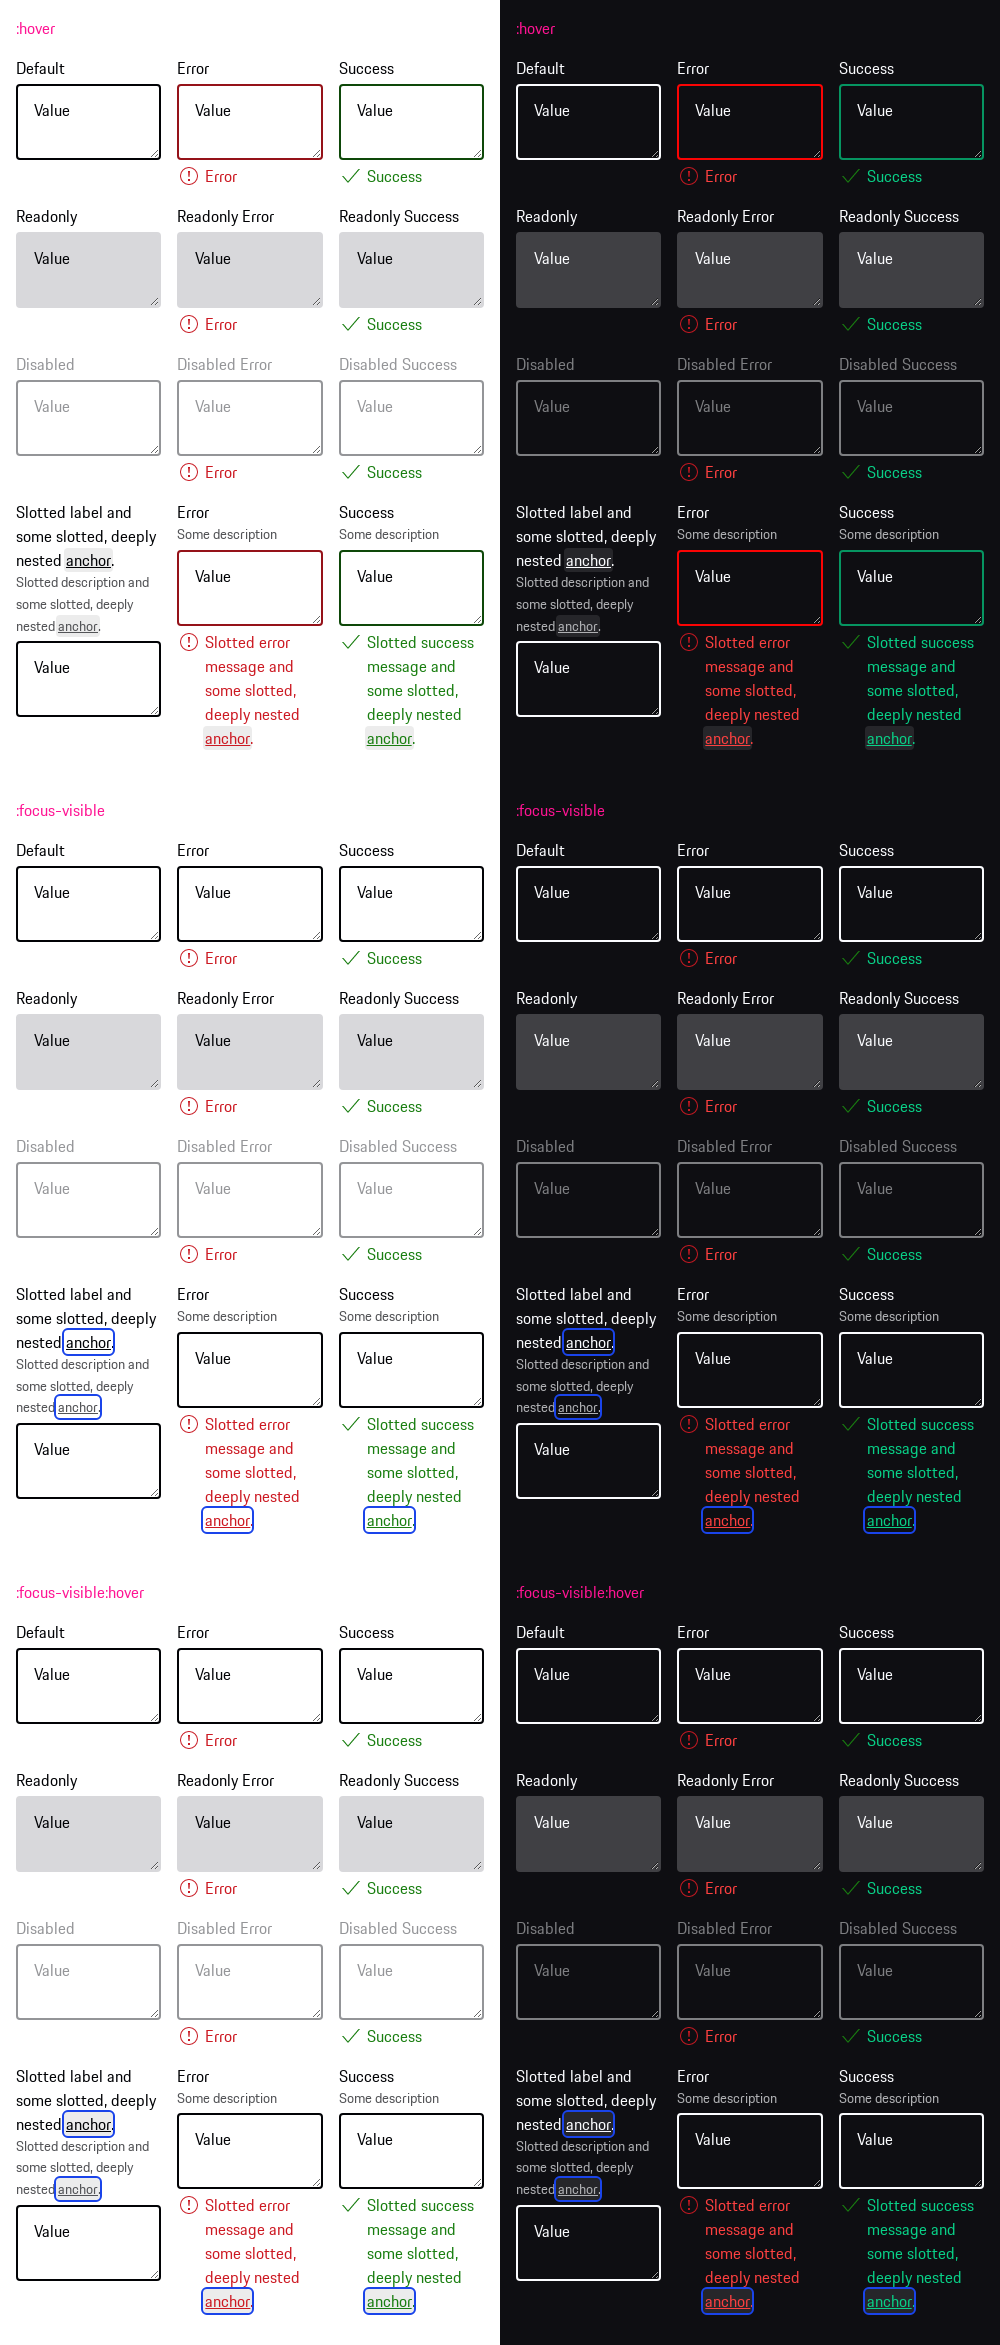 :hover
Default Error Success
Value Value Value
Error Success
Readonly Readonly Error Readonly Success
Value Value Value
Error Success
Disabled Disabled Error Disabled Success
Value Value Value
Error Success
Slotted label and
some slotted, deeply
nested anchor.
Slotted description and
some slotted, deeply
nested anchor.
Value
Error
Some description
Value
Slotted error
message and
some slotted,
deeply nested
anchor.
Success
Some description
Value
Slotted success
message and
some slotted,
deeply nested
anchor.
:focus-visible
Default Error Success
Value Value Value
Error Success
Readonly Readonly Error Readonly Success
Value Value Value
Error Success
Disabled Disabled Error Disabled Success
Value Value Value
Error Success
Slotted label and
some slotted, deeply
nested anchor.
Slotted description and
some slotted, deeply
nested anchor.
Value
Error
Some description
Value
Slotted error
message and
some slotted,
deeply nested
anchor.
Success
Some description
Value
Slotted success
message and
some slotted,
deeply nested
anchor.
:focus-visible:hover
Default Error Success
Value Value Value
Error Success
Readonly Readonly Error Readonly Success
Value Value Value
Error Success
Disabled Disabled Error Disabled Success
Value Value Value
Error Success
Slotted label and
some slotted, deeply
nested anchor.
Slotted description and
some slotted, deeply
nested anchor.
Value
Error
Some description
Value
Slotted error
message and
some slotted,
deeply nested
anchor.
Success
Some description
Value
Slotted success
message and
some slotted,
deeply nested
anchor.
:hover
Default Error Success
Value Value Value
Error Success
Readonly Readonly Error Readonly Success
Value Value Value
Error Success
Disabled Disabled Error Disabled Success
Value Value Value
Error Success
Slotted label and
some slotted, deeply
nested anchor.
Slotted description and
some slotted, deeply
nested anchor.
Value
Error
Some description
Value
Slotted error
message and
some slotted,
deeply nested
anchor.
Success
Some description
Value
Slotted success
message and
some slotted,
deeply nested
anchor.
:focus-visible
Default Error Success
Value Value Value
Error Success
Readonly Readonly Error Readonly Success
Value Value Value
Error Success
Disabled Disabled Error Disabled Success
Value Value Value
Error Success
Slotted label and
some slotted, deeply
nested anchor.
Slotted description and
some slotted, deeply
nested anchor.
Value
Error
Some description
Value
Slotted error
message and
some slotted,
deeply nested
anchor.
Success
Some description
Value
Slotted success
message and
some slotted,
deeply nested
anchor.
:focus-visible:hover
Default Error Success
Value Value Value
Error Success
Readonly Readonly Error Readonly Success
Value Value Value
Error Success
Disabled Disabled Error Disabled Success
Value Value Value
Error Success
Slotted label and
some slotted, deeply
nested anchor.
Slotted description and
some slotted, deeply
nested anchor.
Value
Error
Some description
Value
Slotted error
message and
some slotted,
deeply nested
anchor.
Success
Some description
Value
Slotted success
message and
some slotted,
deeply nested
anchor.